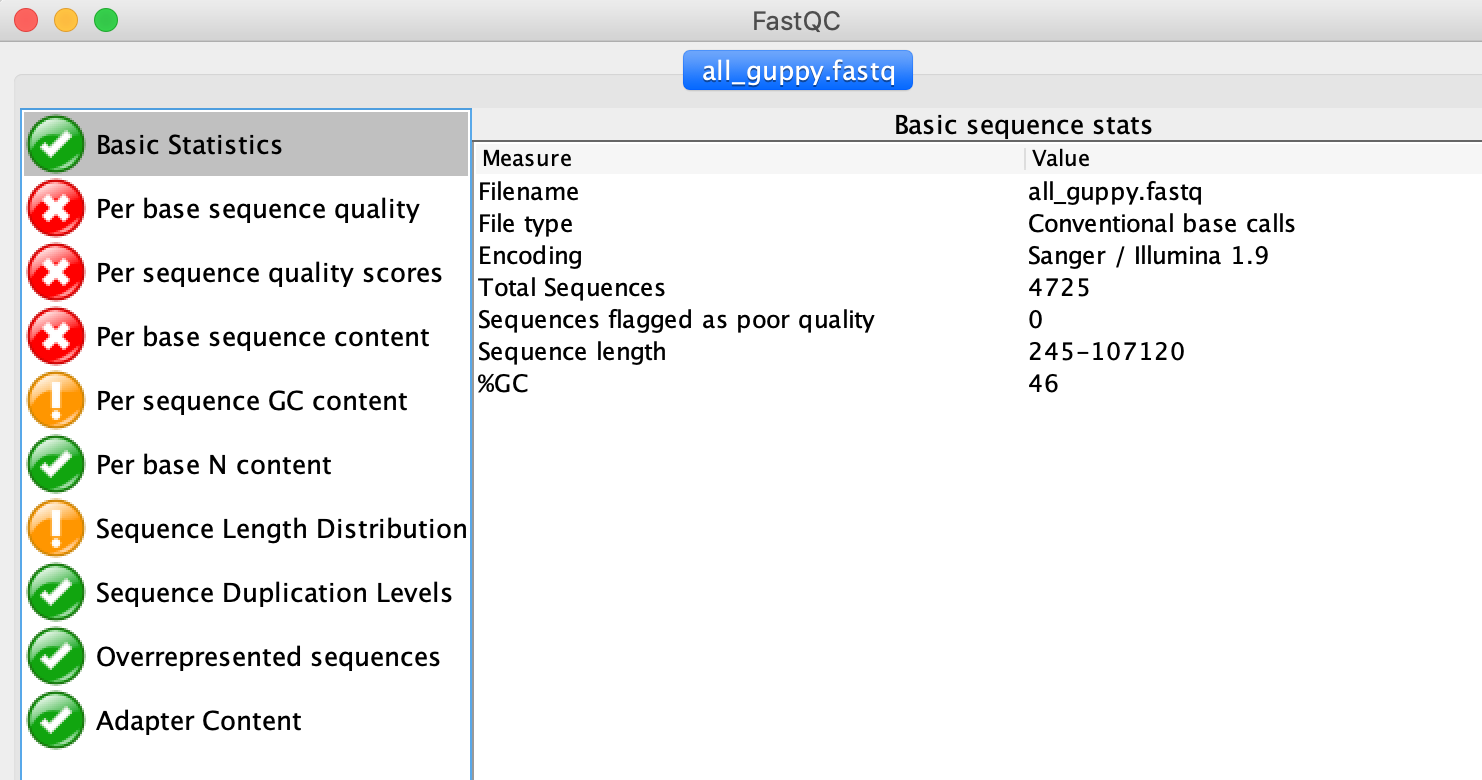 FastQC
all_guppy.fastq
Basic Statistics
Per base sequence quality
Per sequence quality scores
Per base sequence content
Per sequence GC content
Per base N content
Sequence Length Distribution
Sequence Duplication Levels
Overrepresented sequences
Adapter Content
Basic sequence stats
Measure Value
Filename all_guppy.fastq
File type Conventional base calls
Encoding Sanger / Illumina 1.9
Total Sequences 4725
Sequences flagged as poor quality 0
Sequence length 245-107120
%GC 46